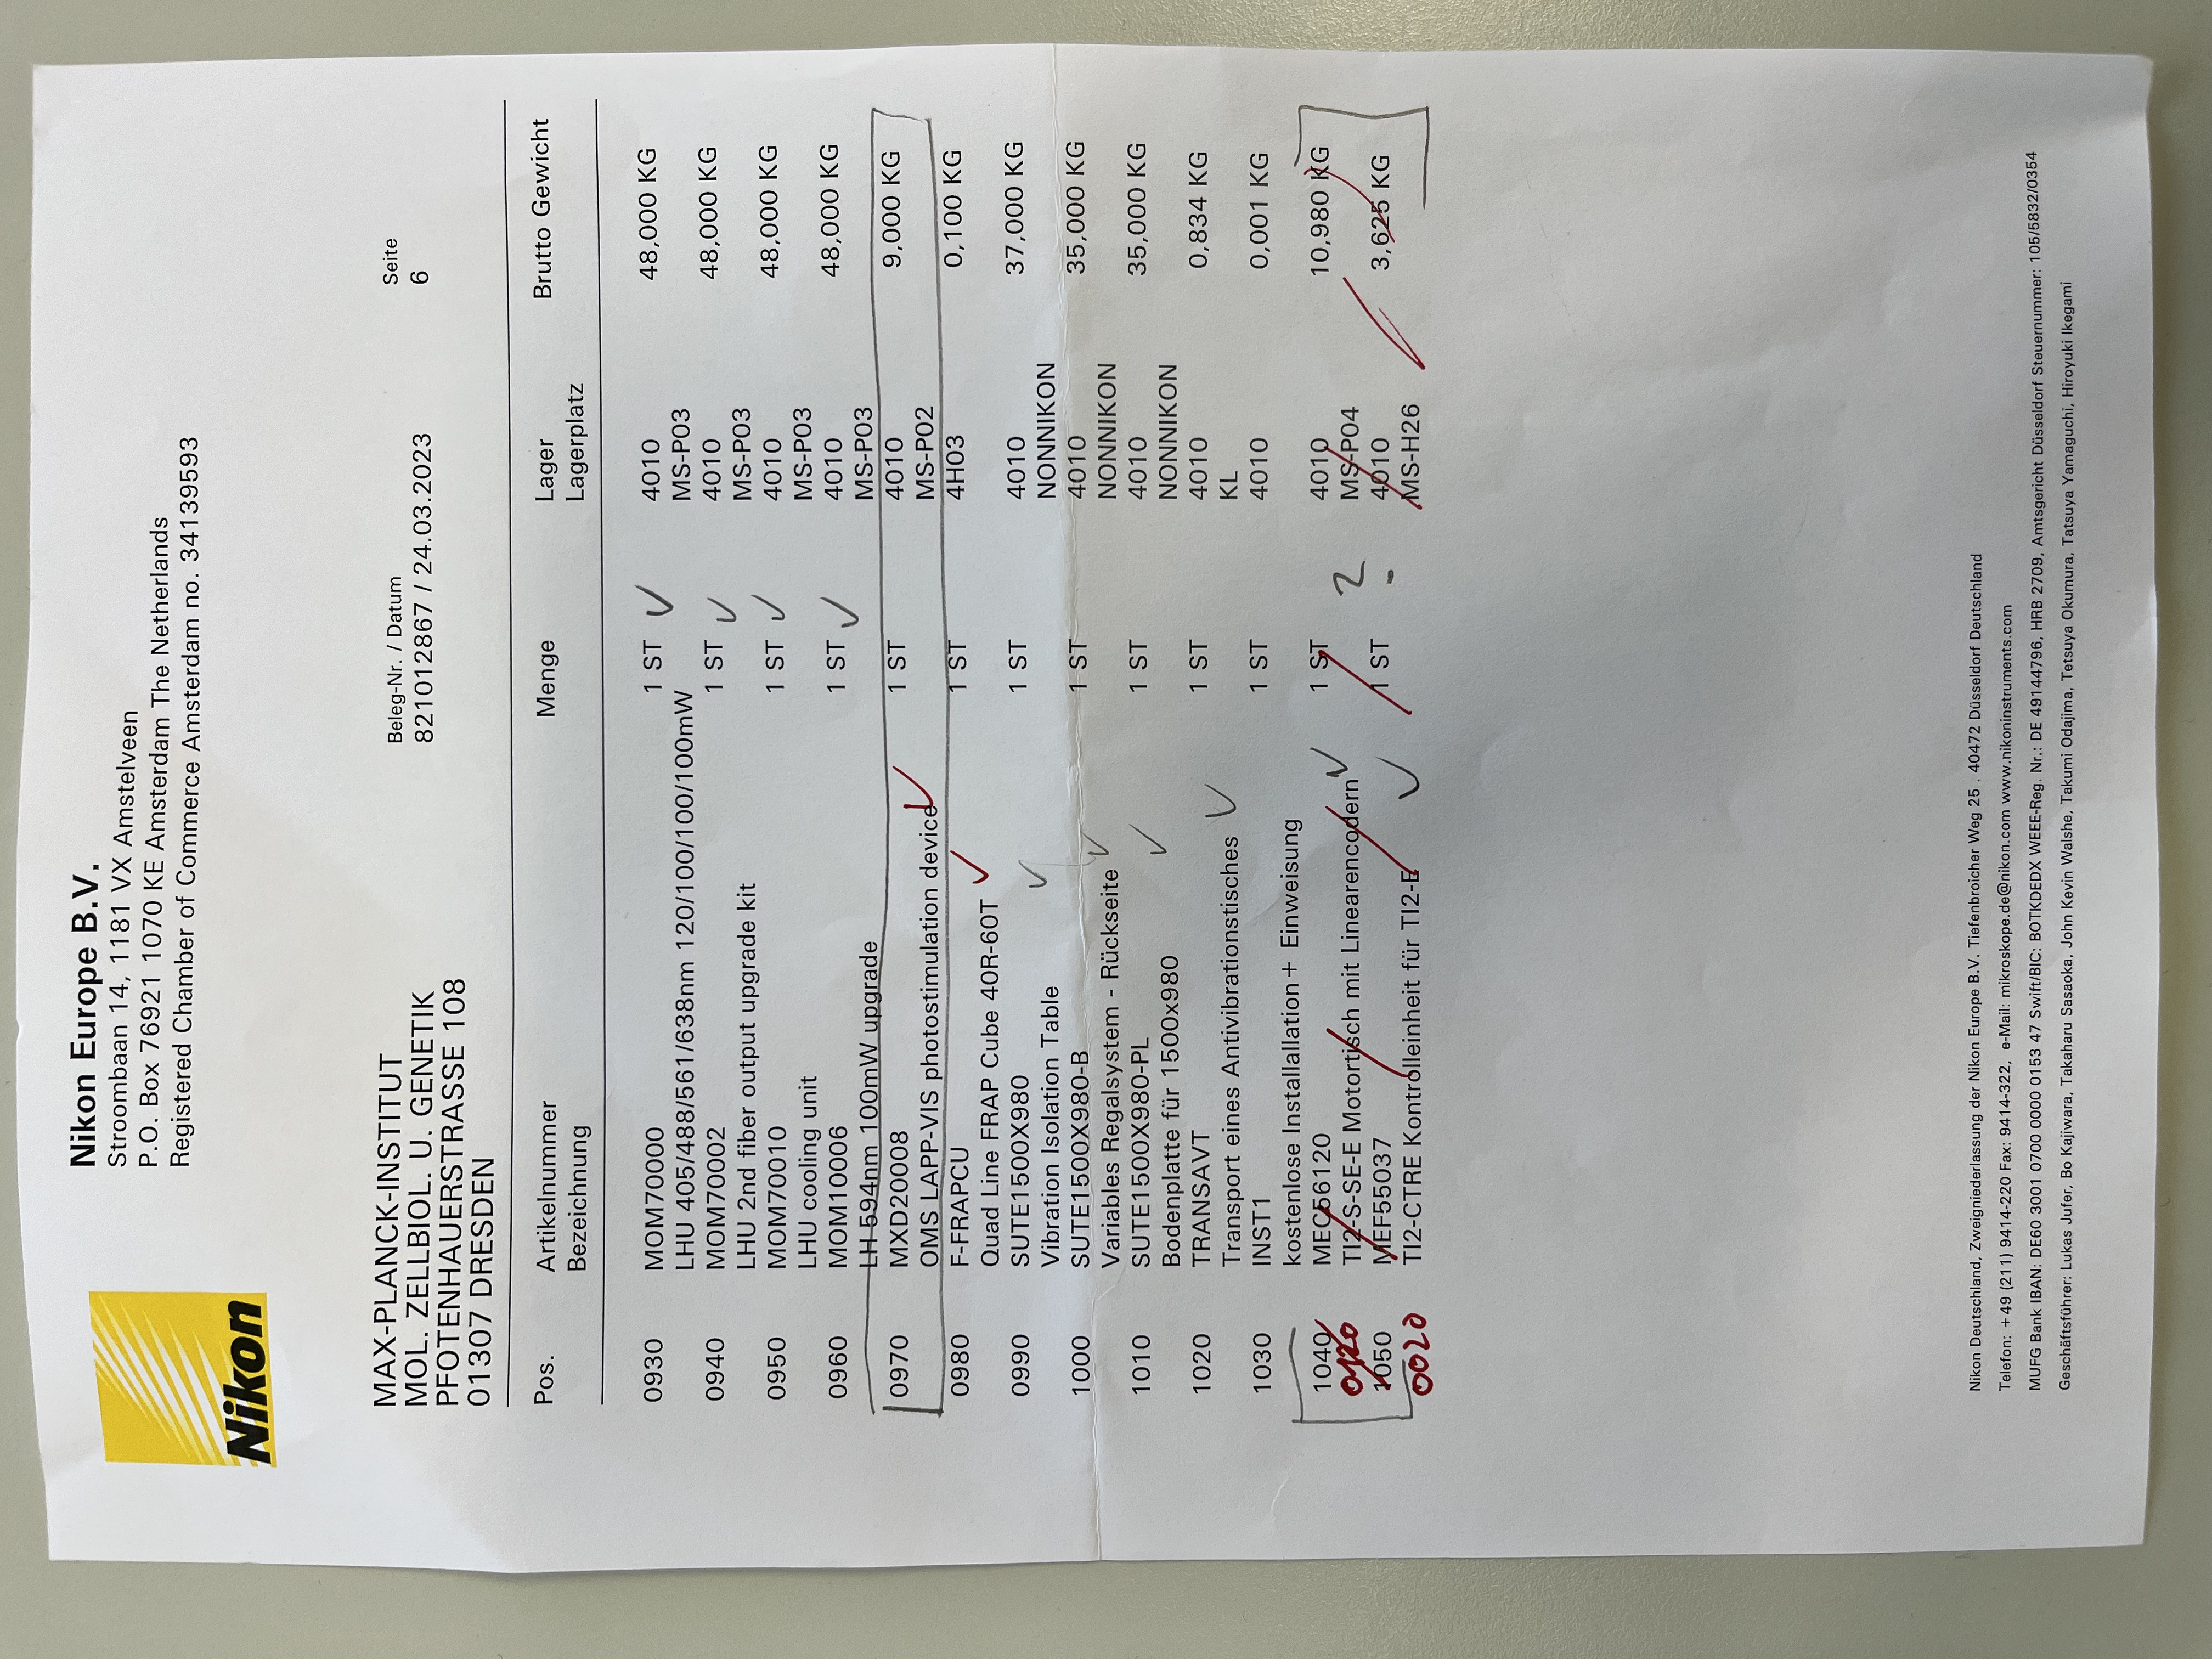 Nikon
Nikon Europe B.V.
Stroombaan 14, 1181 VX Amstelveen
P.O. Box 76921 1070 KE Amsterdam The Netherlands
Registered Chamber of Commerce Amsterdam no. 34139593
MAX-PLANCK-INSTITUT
MOL. ZELLBIOL. U. GENETIK
PFOTENHAUERSTRASSE 108
01307 DRESDEN
Beleg-Nr. / Datum
821012867 / 24.03.2023
Seite
6
Pos. Artikelnummer Menge Lager Brutto Gewicht
Bezeichnung Lagerplatz
0930 MOM70000 1 ST ✓ 4010 48,000 KG
LHU 405/488/561/638nm 120/100/100/100mW MS-P03
0940 MOM70002 1 ST ✓ 4010 48,000 KG
LHU 2nd fiber output upgrade kit MS-P03
0950 MOM70010 1 ST ✓ 4010 48,000 KG
LHU cooling unit MS-P03
0960 MOM10006 1 ST ✓ 4010 48,000 KG
LH 594nm 100mW upgrade MS-P03
0970 MXD20008 1 ST 4010 9,000 KG
OMS LAPP-VIS photostimulation device ✓ MS-P02
0980 F-FRAPCU 1 ST 4H03 0,100 KG
Quad Line FRAP Cube 40R-60T ✓
0990 SUTE1500X980 1 ST 4010 37,000 KG
Vibration Isolation Table ✓ NONNIKON
1000 SUTE1500X980-B 1 ST 4010 35,000 KG
Variables Regalsystem - Rückseite ✓ NONNIKON
1010 SUTE1500X980-PL 1 ST 4010 35,000 KG
Bodenplatte für 1500x980 ✓ NONNIKON
1020 TRANSAVT 1 ST 4010 0,834 KG
Transport eines Antivibrationstisches ✓ KL
1030 INST1 1 ST 4010 0,001 KG
kostenlose Installallation+ Einweisung
1040 MEC56120 1 ST 4010 10,980 KG
0120 TI2-S-SE-E Motortisch mit Linearencodern ✓ ? MS-P04
1050 MEF55037 1 ST 4010 3,625 KG
0020 TI2-CTRE Kontrolleinheit für TI2-E ✓ MS-H26
Nikon Deutschland, Zweigniederlassung der Nikon Europe B.V. Tiefenbroicher Weg 25 . 40472 Düsseldorf Deutschland
Telefon: +49 (211) 9414-220 Fax: 9414-322, e-Mail: mikroskope.de@nikon.com www.nikoninstruments.com
MUFG Bank IBAN: DE60 3001 0700 0000 0153 47 Swift/BIC: BOTKDEDX WEEE-Reg. Nr.: DE 49144796, HRB 2709, Amtsgericht Düsseldorf Steuernummer: 105/5832/0354
Geschäftsführer: Lukas Jufer, Bo Kajiwara, Takaharu Sasaoka, John Kevin Walshe, Takumi Odajima, Tetsuya Okumura, Tatsuya Yamaguchi, Hiroyuki Ikegami